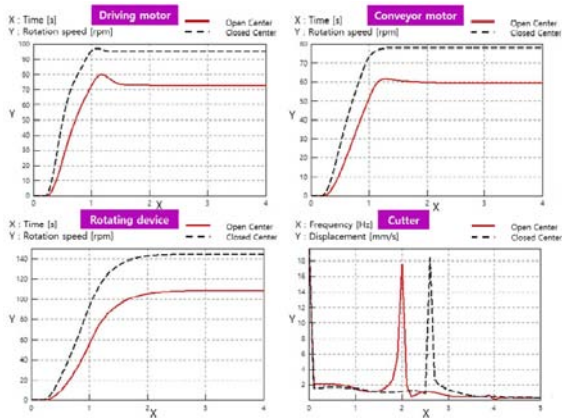 Driving motor
X : Time [s]
Y : Rotation speed [rpm]
Open Center
Closed Center
100
90
80
70
60
50
40
30
20
10
0
Y
0 1 2 3 4
X
Conveyor motor
X : Time [s]
Y : Rotation speed [rpm]
Open Center
Closed Center
80
70
60
50
40
30
20
10
0
Y
0 1 2 3 4
X
Rotating device
X : Time [s]
Y : Rotation speed [rpm]
Open Center
Closed Center
140
120
100
80
60
40
20
0
Y
0 1 2 3 4
X
Cutter
X : Frequency [Hz]
Y : Displacement [mm/s]
Open Center
Closed Center
18
16
14
12
10
8
6
4
2
Y
0 1 2 3 4 5
X